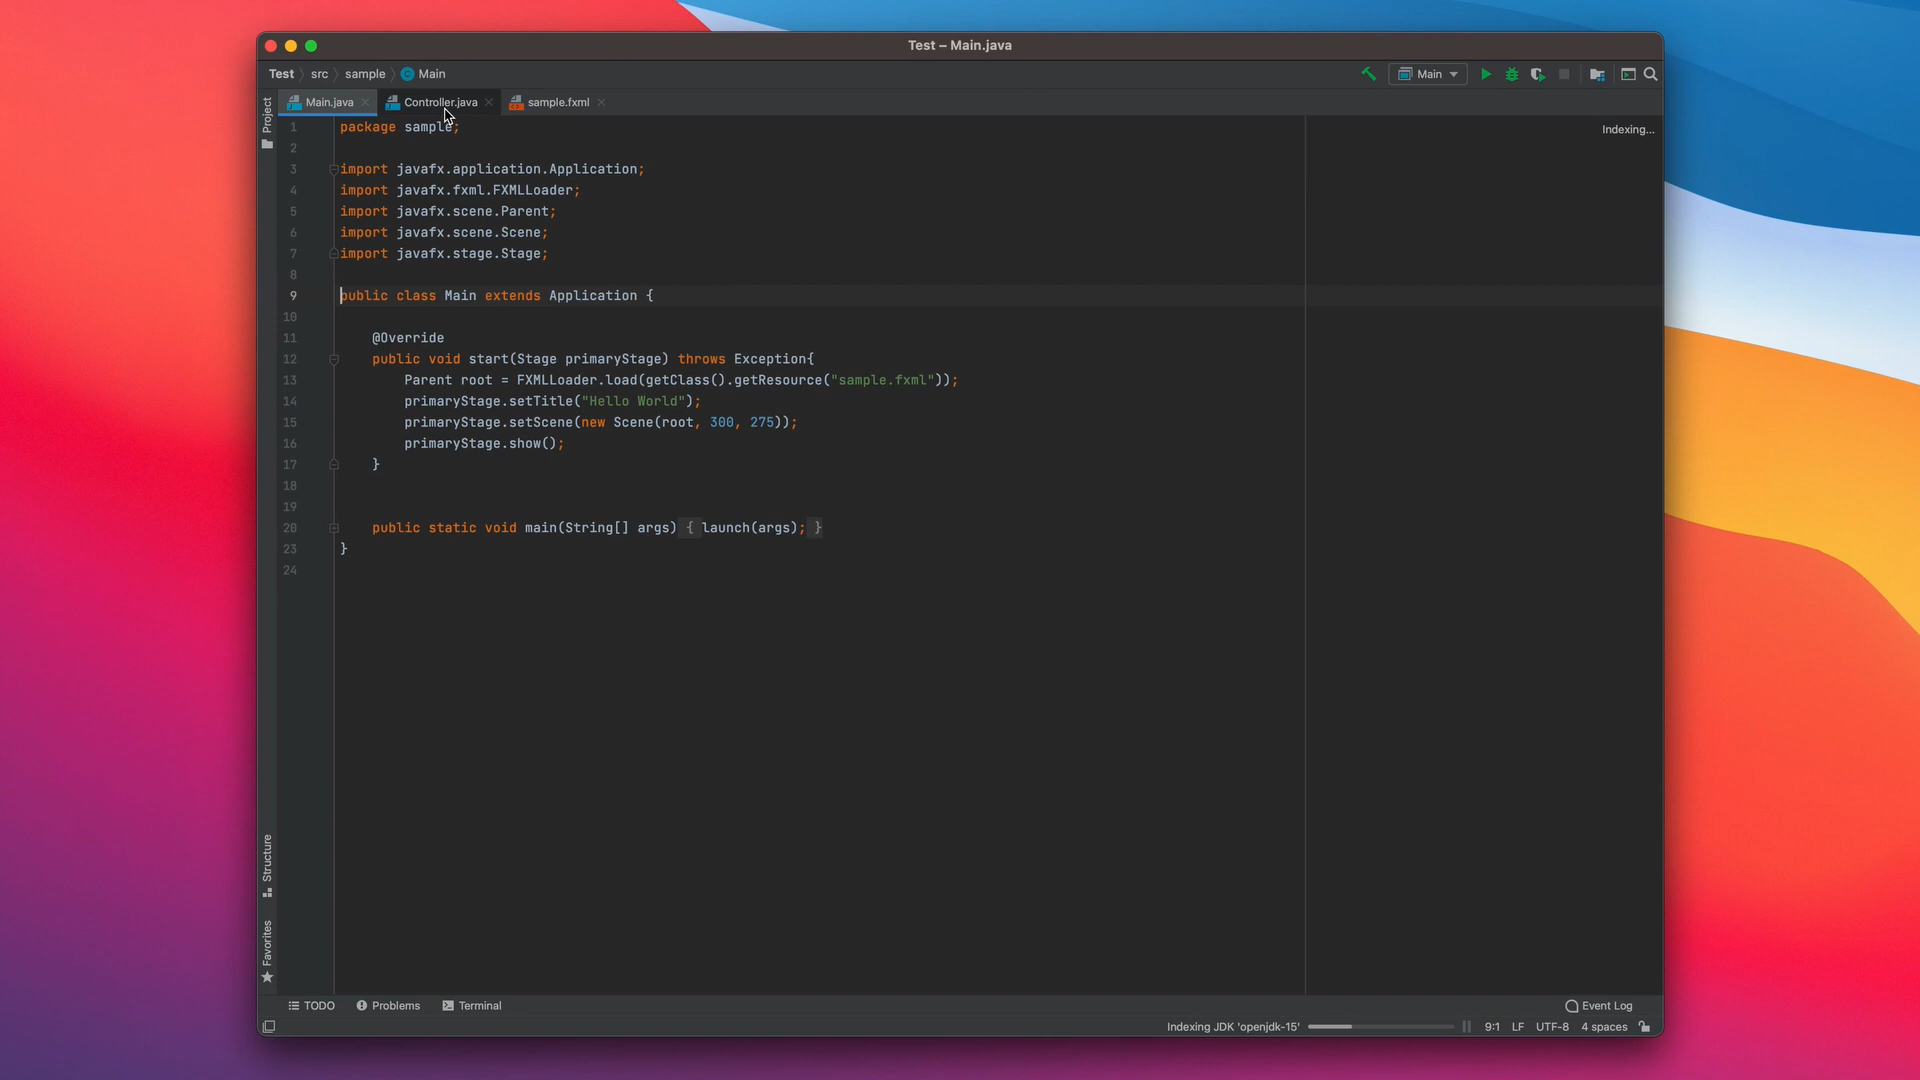 Test – Main.java
Test src sample Main
Main
Main.java Controller.java sample.fxml
Project
Indexing...
1 package sample;
2
3 import javafx.application.Application;
4 import javafx.fxml.FXMLLoader;
5 import javafx.scene.Parent;
6 import javafx.scene.Scene;
7 import javafx.stage.Stage;
8
9 public class Main extends Application {
10
11 @Override
12 public void start(Stage primaryStage) throws Exception{
13 Parent root = FXMLLoader.load(getClass().getResource("sample.fxml"));
14 primaryStage.setTitle("Hello World");
15 primaryStage.setScene(new Scene(root, 300, 275));
16 primaryStage.show();
17 }
18
19
20 public static void main(String[] args) { launch(args); }
23 }
24
Structure
Favorites
TODO Problems Terminal
Event Log
Indexing JDK 'openjdk-15' 9:1 LF UTF-8 4 spaces